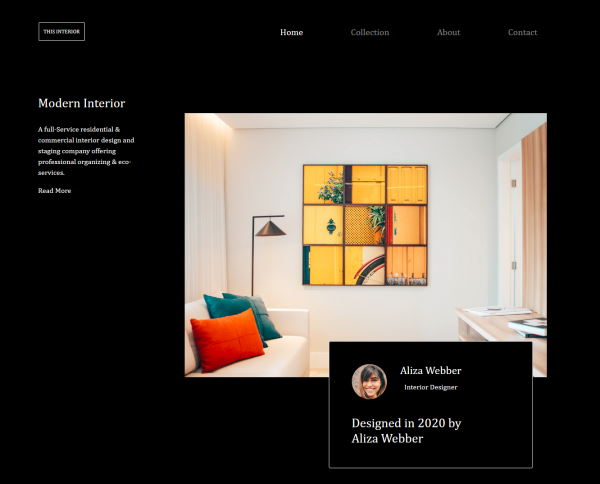 THIS INTERIOR
Home
Collection
About
Contact
Modern Interior
A full-Service residential &
commercial interior design and
staging company offering
professional organizing & eco-
services.
Read More
Aliza Webber
Interior Designer
Designed in 2020 by
Aliza Webber